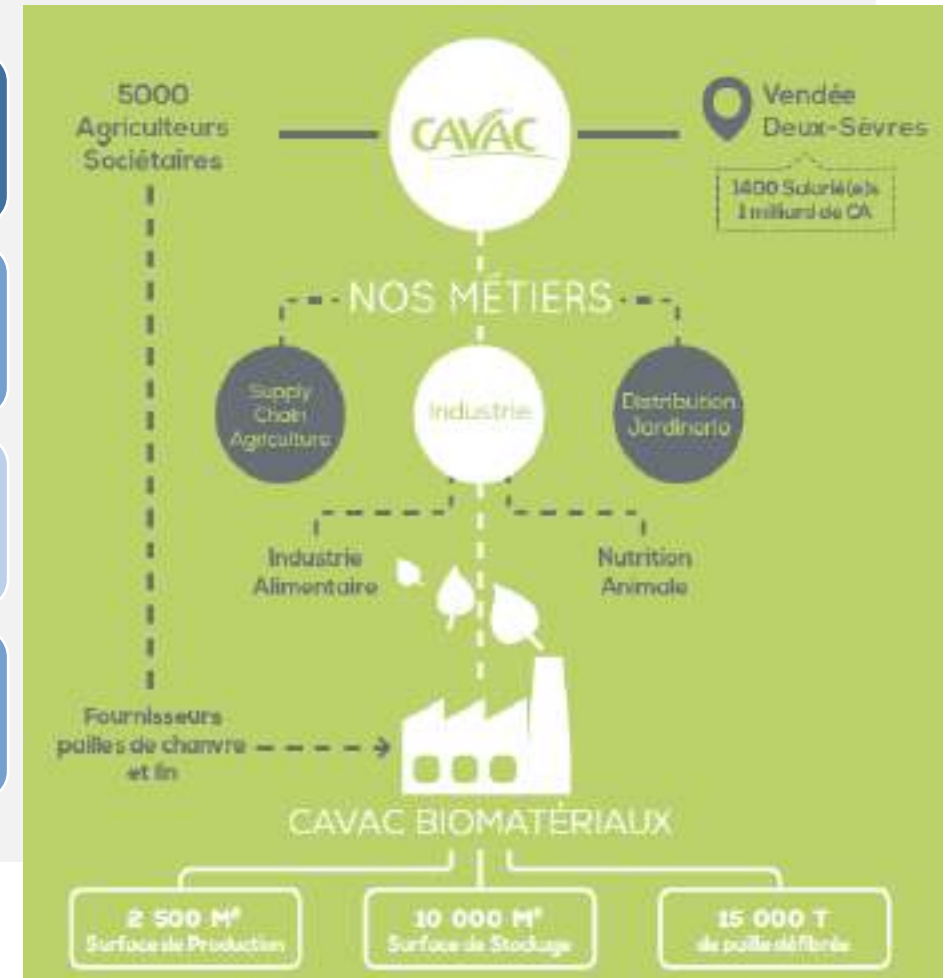 5000
Agriculteurs
Sociétaires
CAVAC
Vendée
Deux-Sèvres
1400 Salarié(e)s
1 milliard de CA
NOS MÉTIERS
Supply
Chain
Agriculture
Industrie
Distribution
Jardinerie
Industrie
Alimentaire
Nutrition
Animale
Fournisseurs
pailles de chanvre
et lin
CAVAC BIOMATÉRIAUX
2 500 M²
Surface de Production
10 000 M²
Surface de Stockage
15 000 T
de paille défibrée